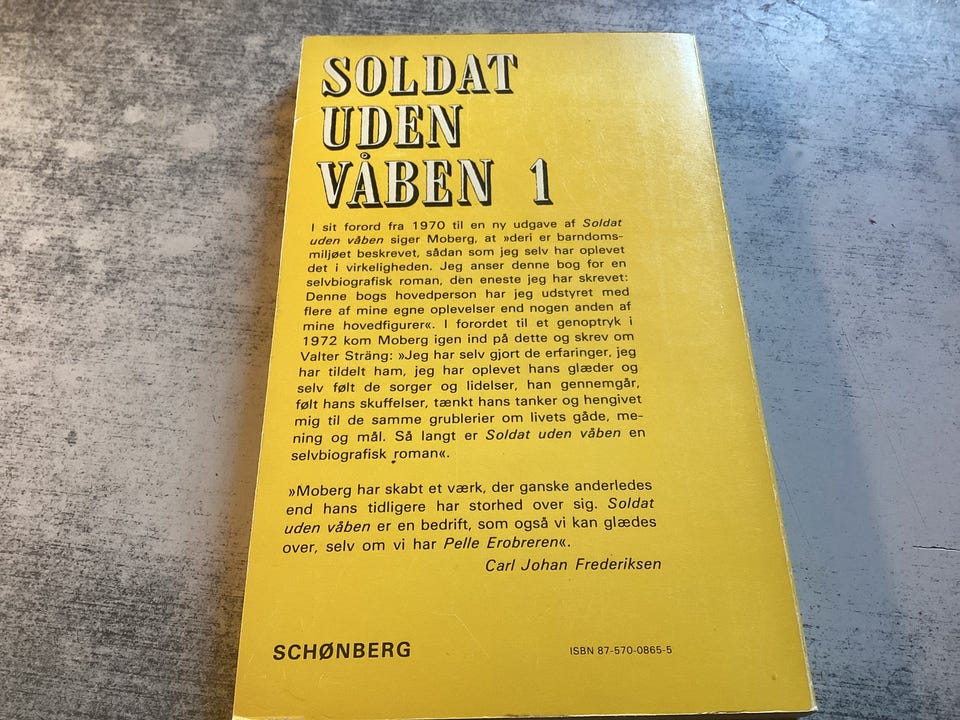 SOLDAT
UDEN
VÅBEN 1
I sit forord fra 1970 til en ny udgave af Soldat
uden våben siger Moberg, at »deri er barndoms-
miljøet beskrevet, sådan som jeg selv har oplevet
det i virkeligheden. Jeg anser denne bog for en
selvbiografisk roman, den eneste jeg har skrevet:
Denne bogs hovedperson har jeg udstyret med
flere af mine egne oplevelser end nogen anden af
mine hovedfigurer«. I forordet til et genoptryk i
1972 kom Moberg igen ind på dette og skrev om
Valter Sträng: »Jeg har selv gjort de erfaringer, jeg
har tildelt ham, jeg har oplevet hans glæder og
selv følt de sorger og lidelser, han gennemgår,
følt hans skuffelser, tænkt hans tanker og hengivet
mig til de samme grublerier om livets gåde, me-
ning og mål. Så langt er Soldat uden våben en
selvbiografisk roman«.
»Moberg har skabt et værk, der ganske anderledes
end hans tidligere har storhed over sig. Soldat
uden våben er en bedrift, som også vi kan glædes
over, selv om vi har Pelle Erobreren«.
Carl Johan Frederiksen
SCHØNBERG
ISBN 87-570-0865-5